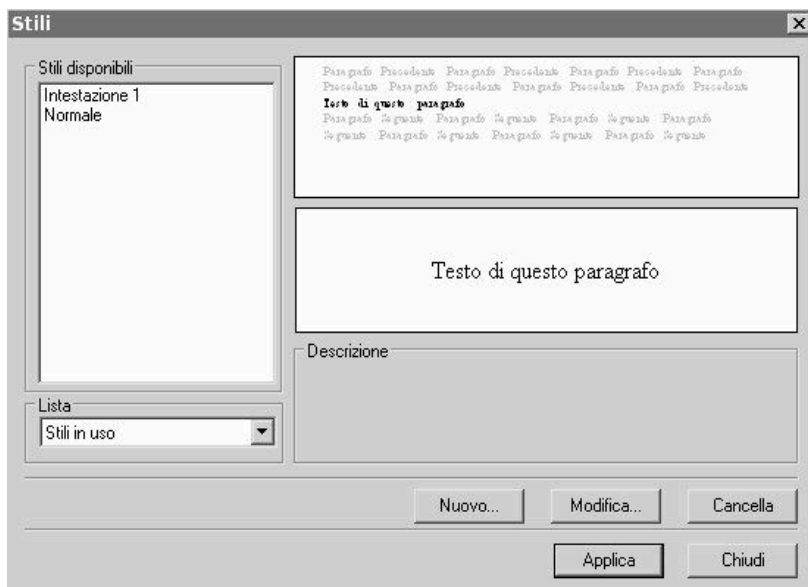 Stili
Stili disponibili
Intestazione 1
Normale
Paragrafo Precedente Paragrafo Precedente Paragrafo Precedente Paragrafo
Precedente Paragrafo Precedente Paragrafo Precedente Paragrafo Precedente
Testo di questo paragrafo
Paragrafo Seguente Paragrafo Seguente Paragrafo Seguente Paragrafo
Seguente Paragrafo Seguente Paragrafo Seguente Paragrafo Seguente
Testo di questo paragrafo
Descrizione
Lista
Stili in uso
Nuovo... Modifica... Cancella
Applica Chiudi